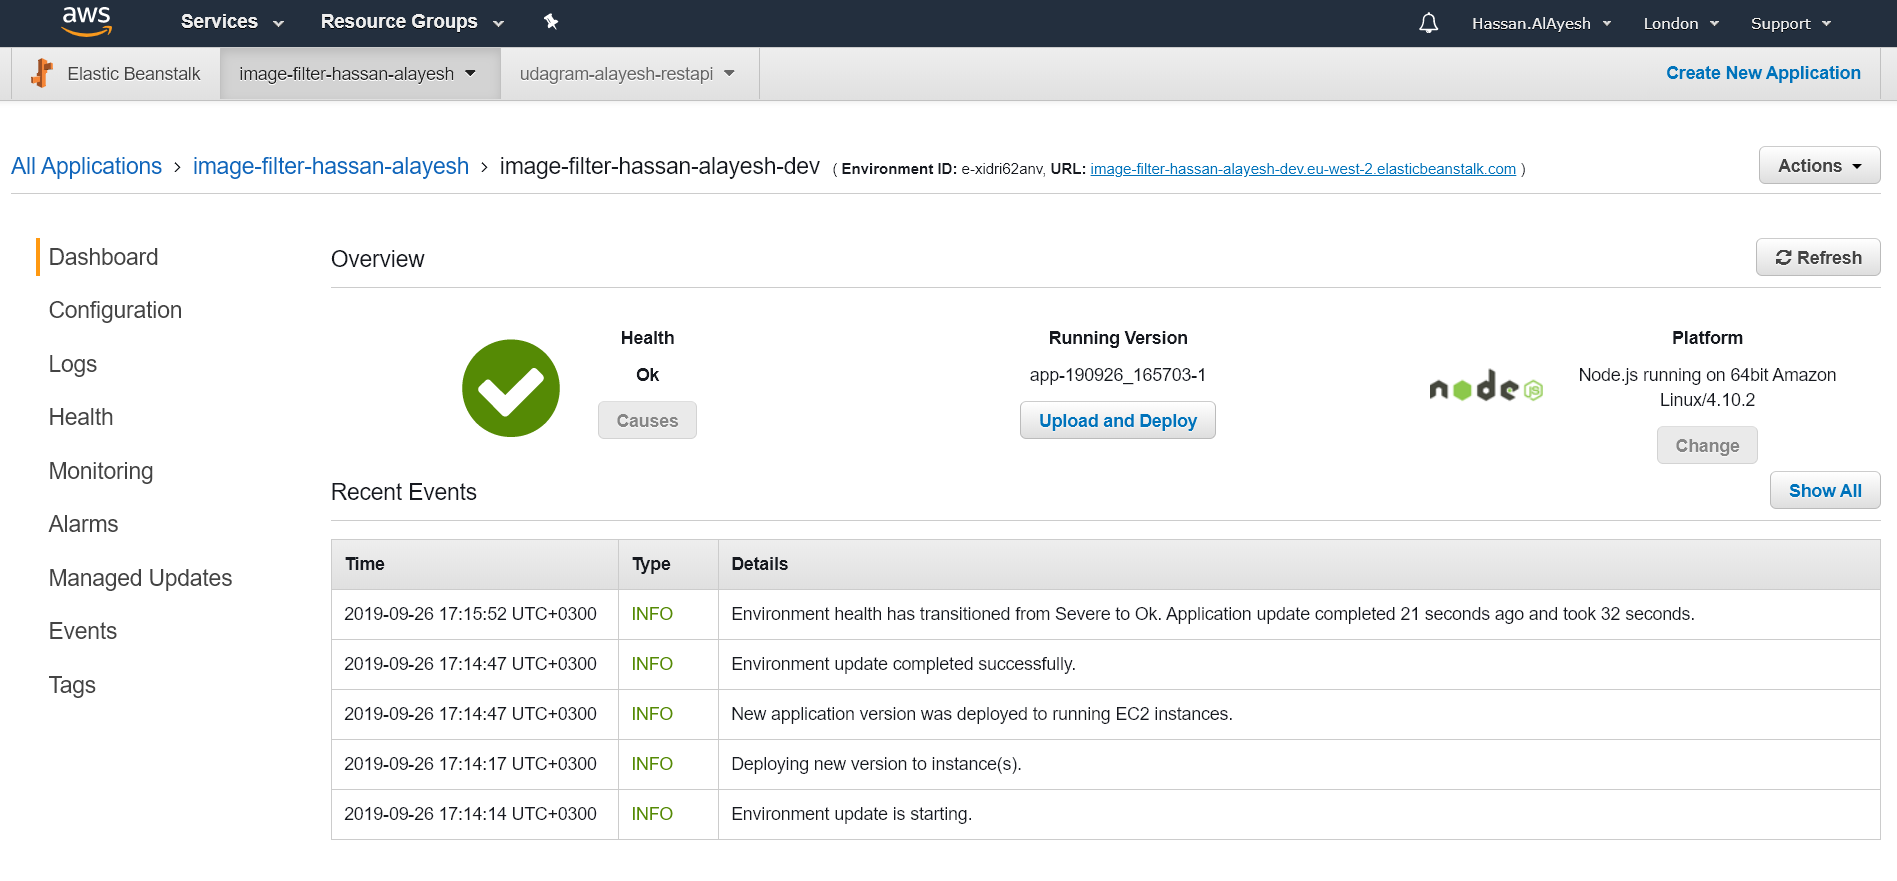 aws Services Resource Groups Hassan.AlAyesh London Support
Elastic Beanstalk image-filter-hassan-alayesh udagram-alayesh-restapi Create New Application
All Applications › image-filter-hassan-alayesh › image-filter-hassan-alayesh-dev ( Environment ID: e-xidri62anv, URL: image-filter-hassan-alayesh-dev.eu-west-2.elasticbeanstalk.com ) Actions
Dashboard
Configuration
Logs
Health
Monitoring
Alarms
Managed Updates
Events
Tags
Overview Refresh
Health
Ok
Causes
Running Version
app-190926_165703-1
Upload and Deploy
node JS
Platform
Node.js running on 64bit Amazon
Linux/4.10.2
Change
Recent Events Show All
Time Type Details
2019-09-26 17:15:52 UTC+0300 INFO Environment health has transitioned from Severe to Ok. Application update completed 21 seconds ago and took 32 seconds.
2019-09-26 17:14:47 UTC+0300 INFO Environment update completed successfully.
2019-09-26 17:14:47 UTC+0300 INFO New application version was deployed to running EC2 instances.
2019-09-26 17:14:17 UTC+0300 INFO Deploying new version to instance(s).
2019-09-26 17:14:14 UTC+0300 INFO Environment update is starting.